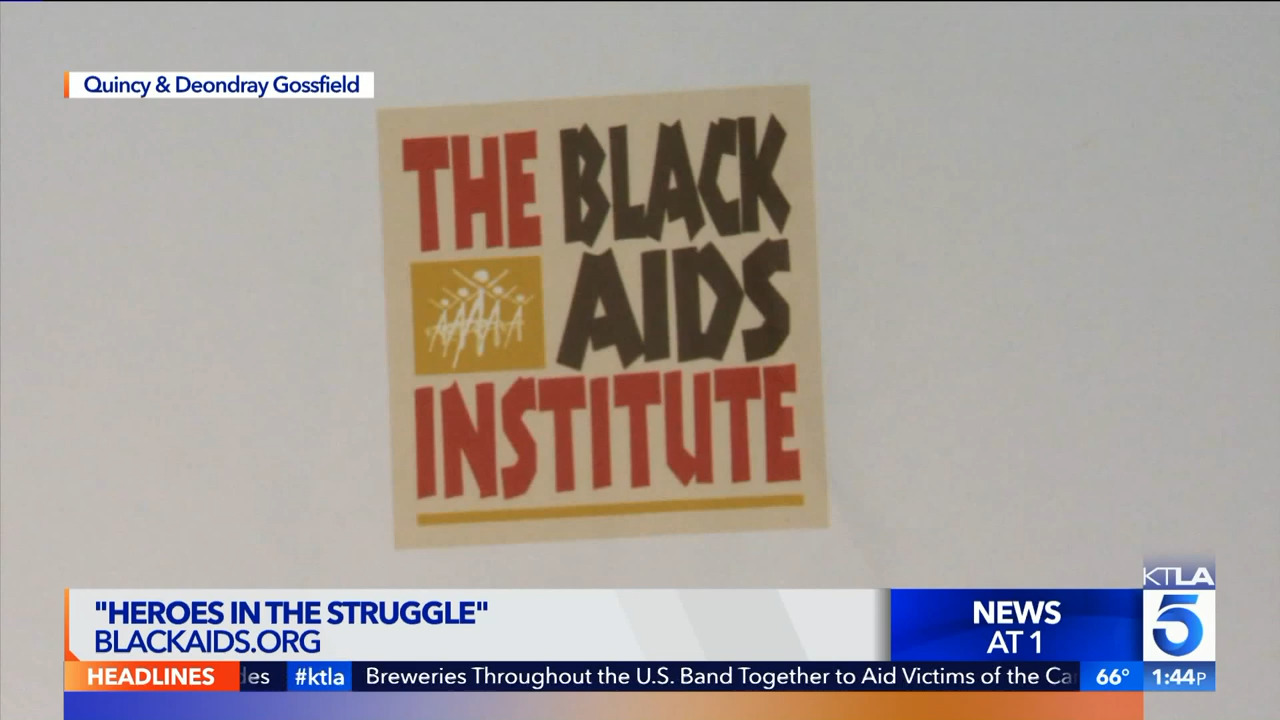 Quincy & Deondray Gossfield
THE BLACK
AIDS
INSTITUTE
"HEROES IN THE STRUGGLE"
BLACKAIDS.ORG
NEWS
AT 1
KTLA
5
HEADLINES
#ktla
Breweries Throughout the U.S. Band Together to Aid Victims of the
66°
1:44P